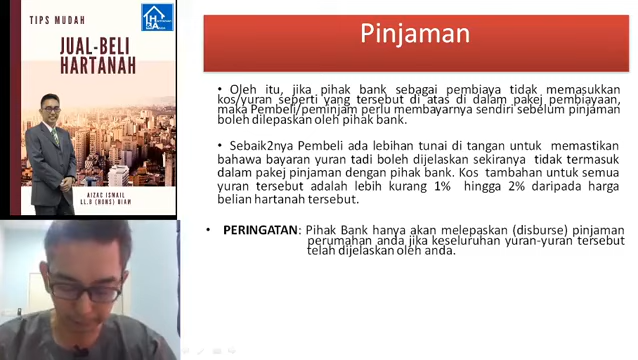 TIPS MUDAH
JUAL-BELI
HARTANAH
AIZAC ISMAIL
LL.B (HONS) UIAM
Pinjaman
• Oleh itu, jika pihak bank sebagai pembiaya tidak memasukkan
kos/yuran seperti yang tersebut di atas di dalam pakej pembiayaan,
maka Pembeli/peminjam perlu membayarnya sendiri sebelum pinjaman
boleh dilepaskan oleh pihak bank.
• Sebaik2nya Pembeli ada lebihan tunai di tangan untuk memastikan
bahawa bayaran yuran tadi boleh dijelaskan sekiranya tidak termasuk
dalam pakej pinjaman dengan pihak bank. Kos tambahan untuk semua
yuran tersebut adalah lebih kurang 1% hingga 2% daripada harga
belian hartanah tersebut.
• PERINGATAN: Pihak Bank hanya akan melepaskan (disburse) pinjaman
perumahan anda jika keseluruhan yuran-yuran tersebut
telah dijelaskan oleh anda.